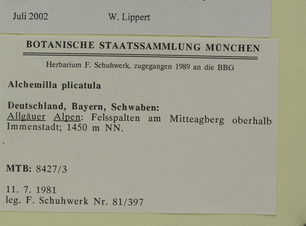 Juli 2002 W. Lippert
BOTANISCHE STAATSSAMMLUNG MÜNCHEN
Herbarium F. Schuhwerk, zugegangen 1989 an die BBG
Alchemilla plicatula
Deutschland, Bayern, Schwaben:
Allgäuer Alpen: Felsspalten am Mitteagberg oberhalb
Immenstadt; 1450 m NN.
MTB: 8427/3
11. 7. 1981
leg. F. Schuhwerk Nr. 81/397